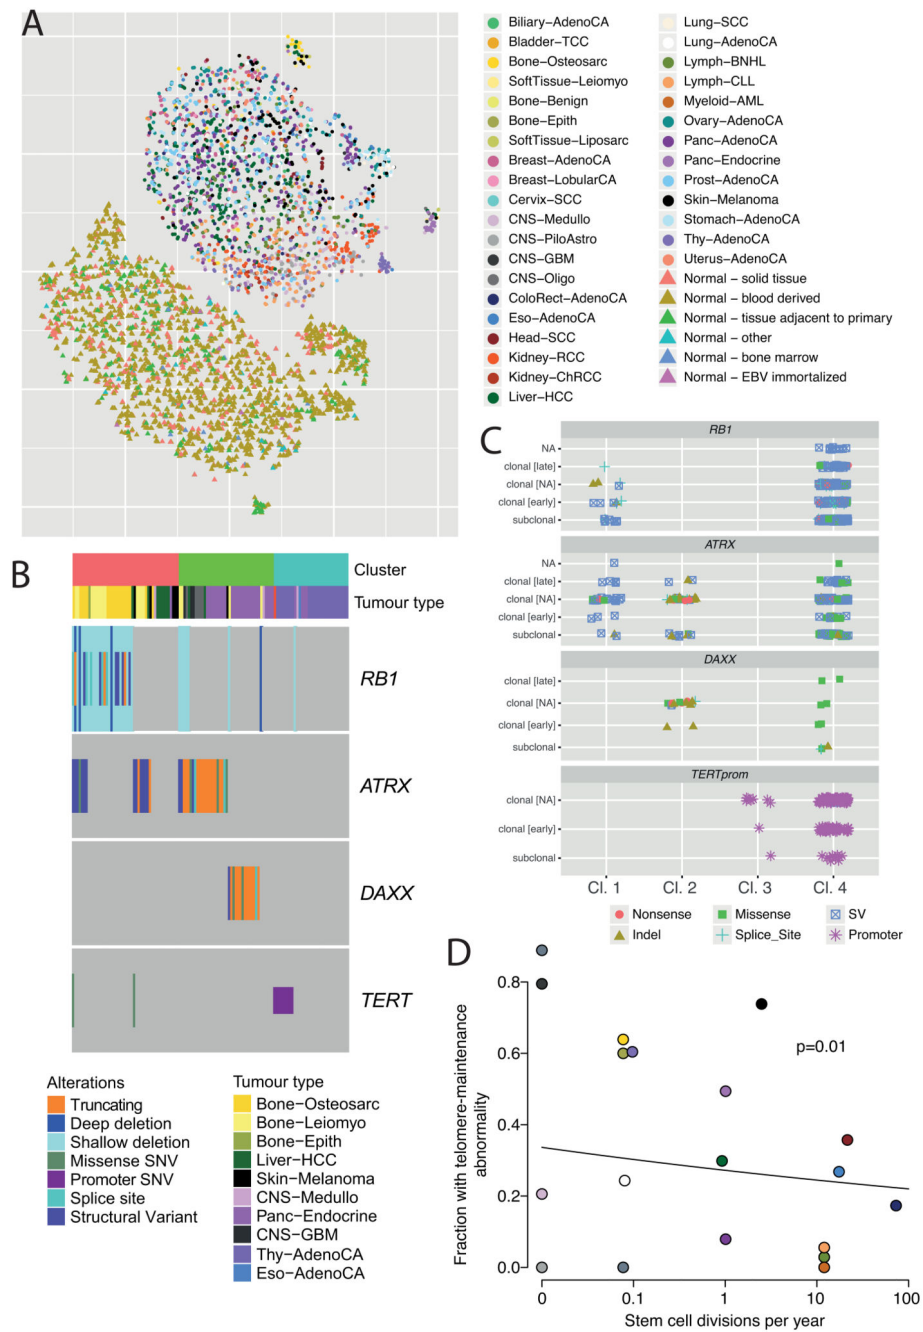 A
Biliary−AdenoCA
Bladder−TCC
Bone−Osteosarc
SoftTissue−Leiomyo
Bone−Benign
Bone−Epith
SoftTissue−Liposarc
Breast−AdenoCA
Breast−LobularCA
Cervix−SCC
CNS−Medullo
CNS−PiloAstro
CNS−GBM
CNS−Oligo
ColoRect−AdenoCA
Eso−AdenoCA
Head−SCC
Kidney−RCC
Kidney−ChRCC
Liver−HCC
Lung−SCC
Lung−AdenoCA
Lymph−BNHL
Lymph−CLL
Myeloid−AML
Ovary−AdenoCA
Panc−AdenoCA
Panc−Endocrine
Prost−AdenoCA
Skin−Melanoma
Stomach−AdenoCA
Thy−AdenoCA
Uterus−AdenoCA
Normal − solid tissue
Normal − blood derived
Normal − tissue adjacent to primary
Normal − other
Normal − bone marrow
Normal − EBV immortalized
B
Cluster
Tumour type
RB1
ATRX
DAXX
TERT
Alterations
Truncating
Deep deletion
Shallow deletion
Missense SNV
Promoter SNV
Splice site
Structural Variant
Tumour type
Bone−Osteosarc
Bone−Leiomyo
Bone−Epith
Liver−HCC
Skin−Melanoma
CNS−Medullo
Panc−Endocrine
CNS−GBM
Thy−AdenoCA
Eso−AdenoCA
C
RB1
NA
clonal [late]
clonal [NA]
clonal [early]
subclonal
ATRX
NA
clonal [late]
clonal [NA]
clonal [early]
subclonal
DAXX
clonal [late]
clonal [NA]
clonal [early]
subclonal
TERTprom
clonal [NA]
clonal [early]
subclonal
Cl. 1 Cl. 2 Cl. 3 Cl. 4
Nonsense Missense SV
Indel Splice_Site Promoter
D
Fraction with telomere-maintenance
abnormality
0.8
0.6
0.4
0.2
0.0
p=0.01
0 0.1 1 10 100
Stem cell divisions per year